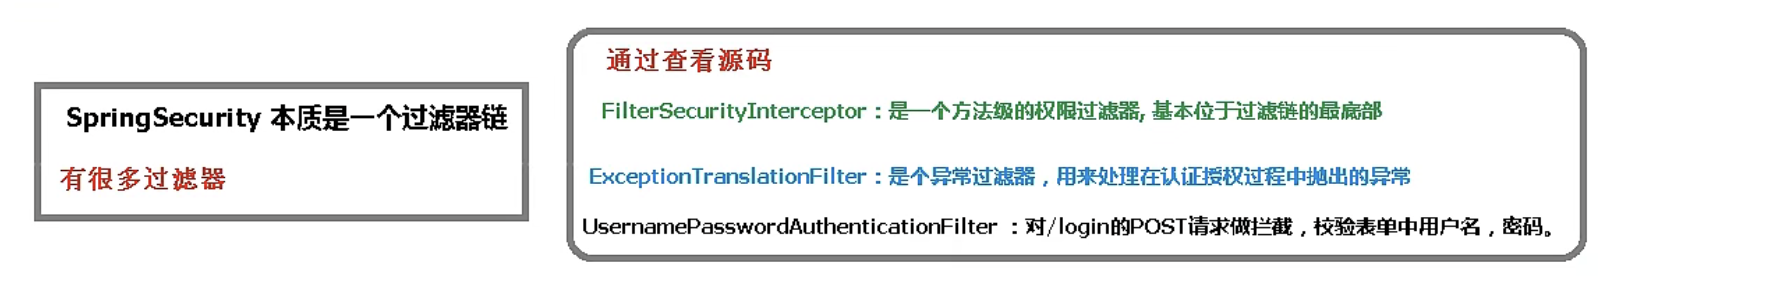 SpringSecurity 本质是一个过滤器链
有很多过滤器
通过查看源码
FilterSecurityInterceptor：是一个方法级的权限过滤器, 基本位于过滤链的最底部
ExceptionTranslationFilter：是个异常过滤器，用来处理在认证授权过程中抛出的异常
UsernamePasswordAuthenticationFilter ：对/login的POST请求做拦截，校验表单中用户名，密码。